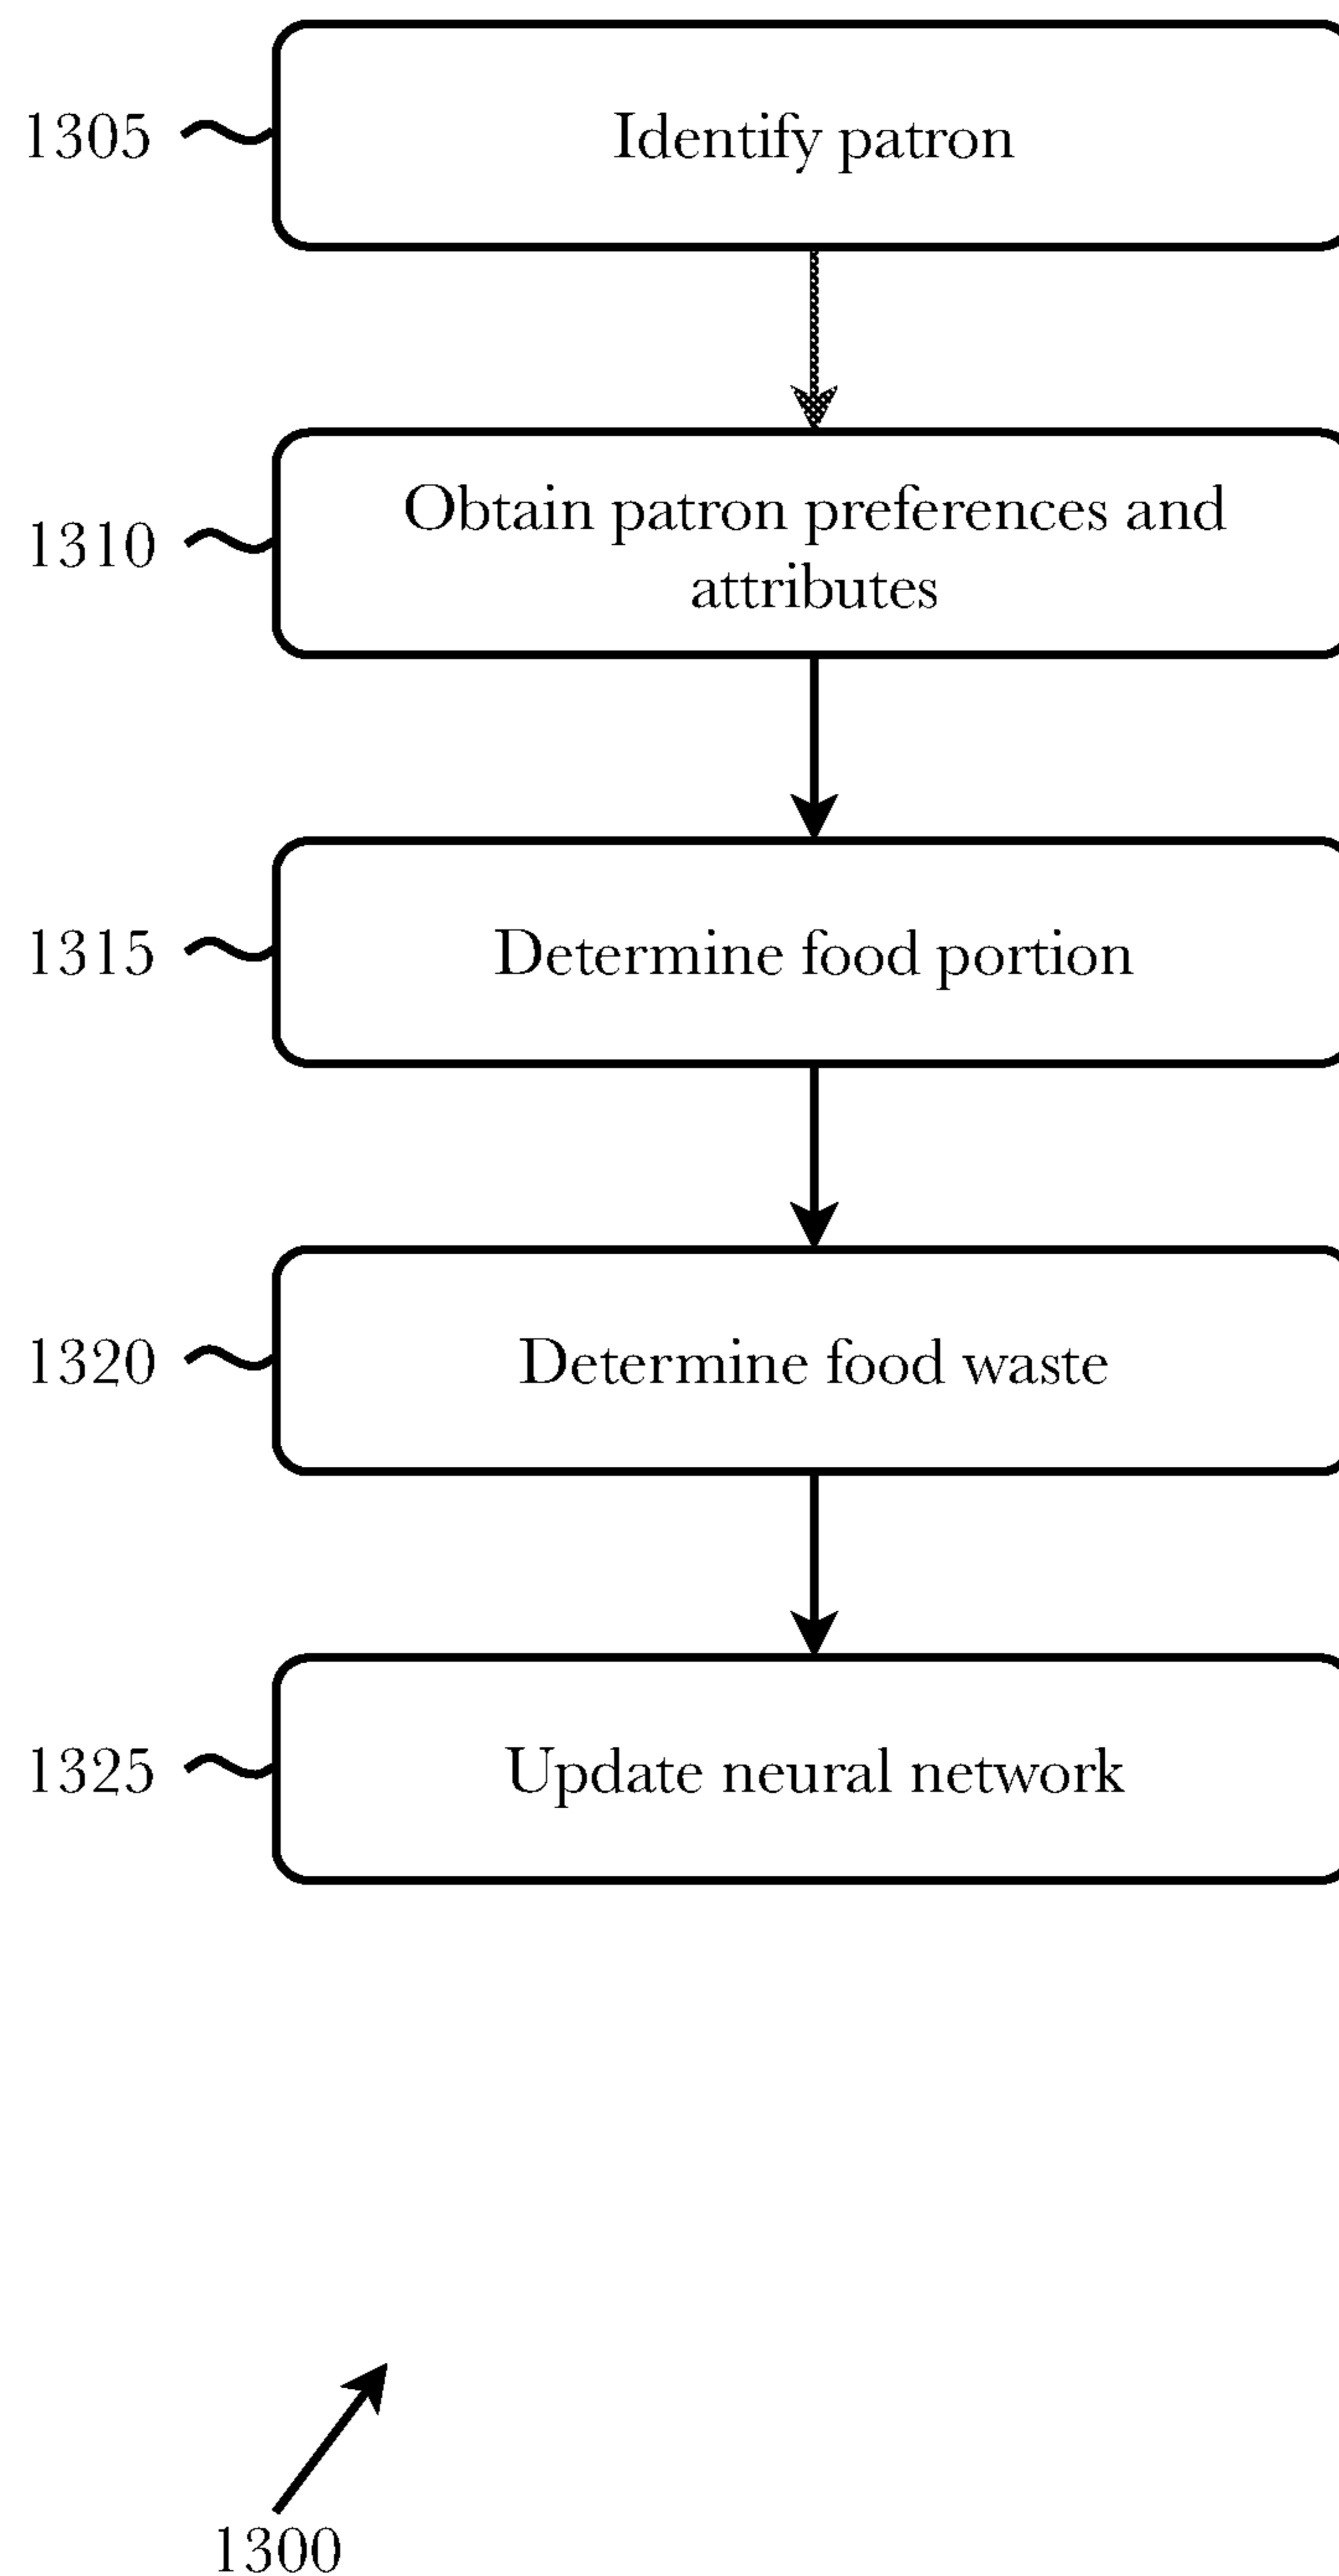 1305
Identify patron
1310
Obtain patron preferences and
attributes
1315
Determine food portion
1320
Determine food waste
1325
Update neural network
1300